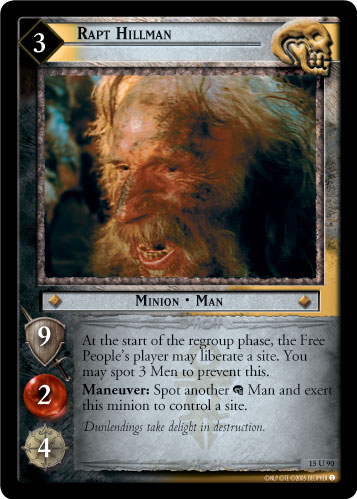 3
Rapt Hillman
Minion • Man
9
At the start of the regroup phase, the Free
People's player may liberate a site. You
may spot 3 Men to prevent this.
2
Maneuver: Spot another Man and exert
this minion to control a site.
4
Dunlendings take delight in destruction.
15 U 90